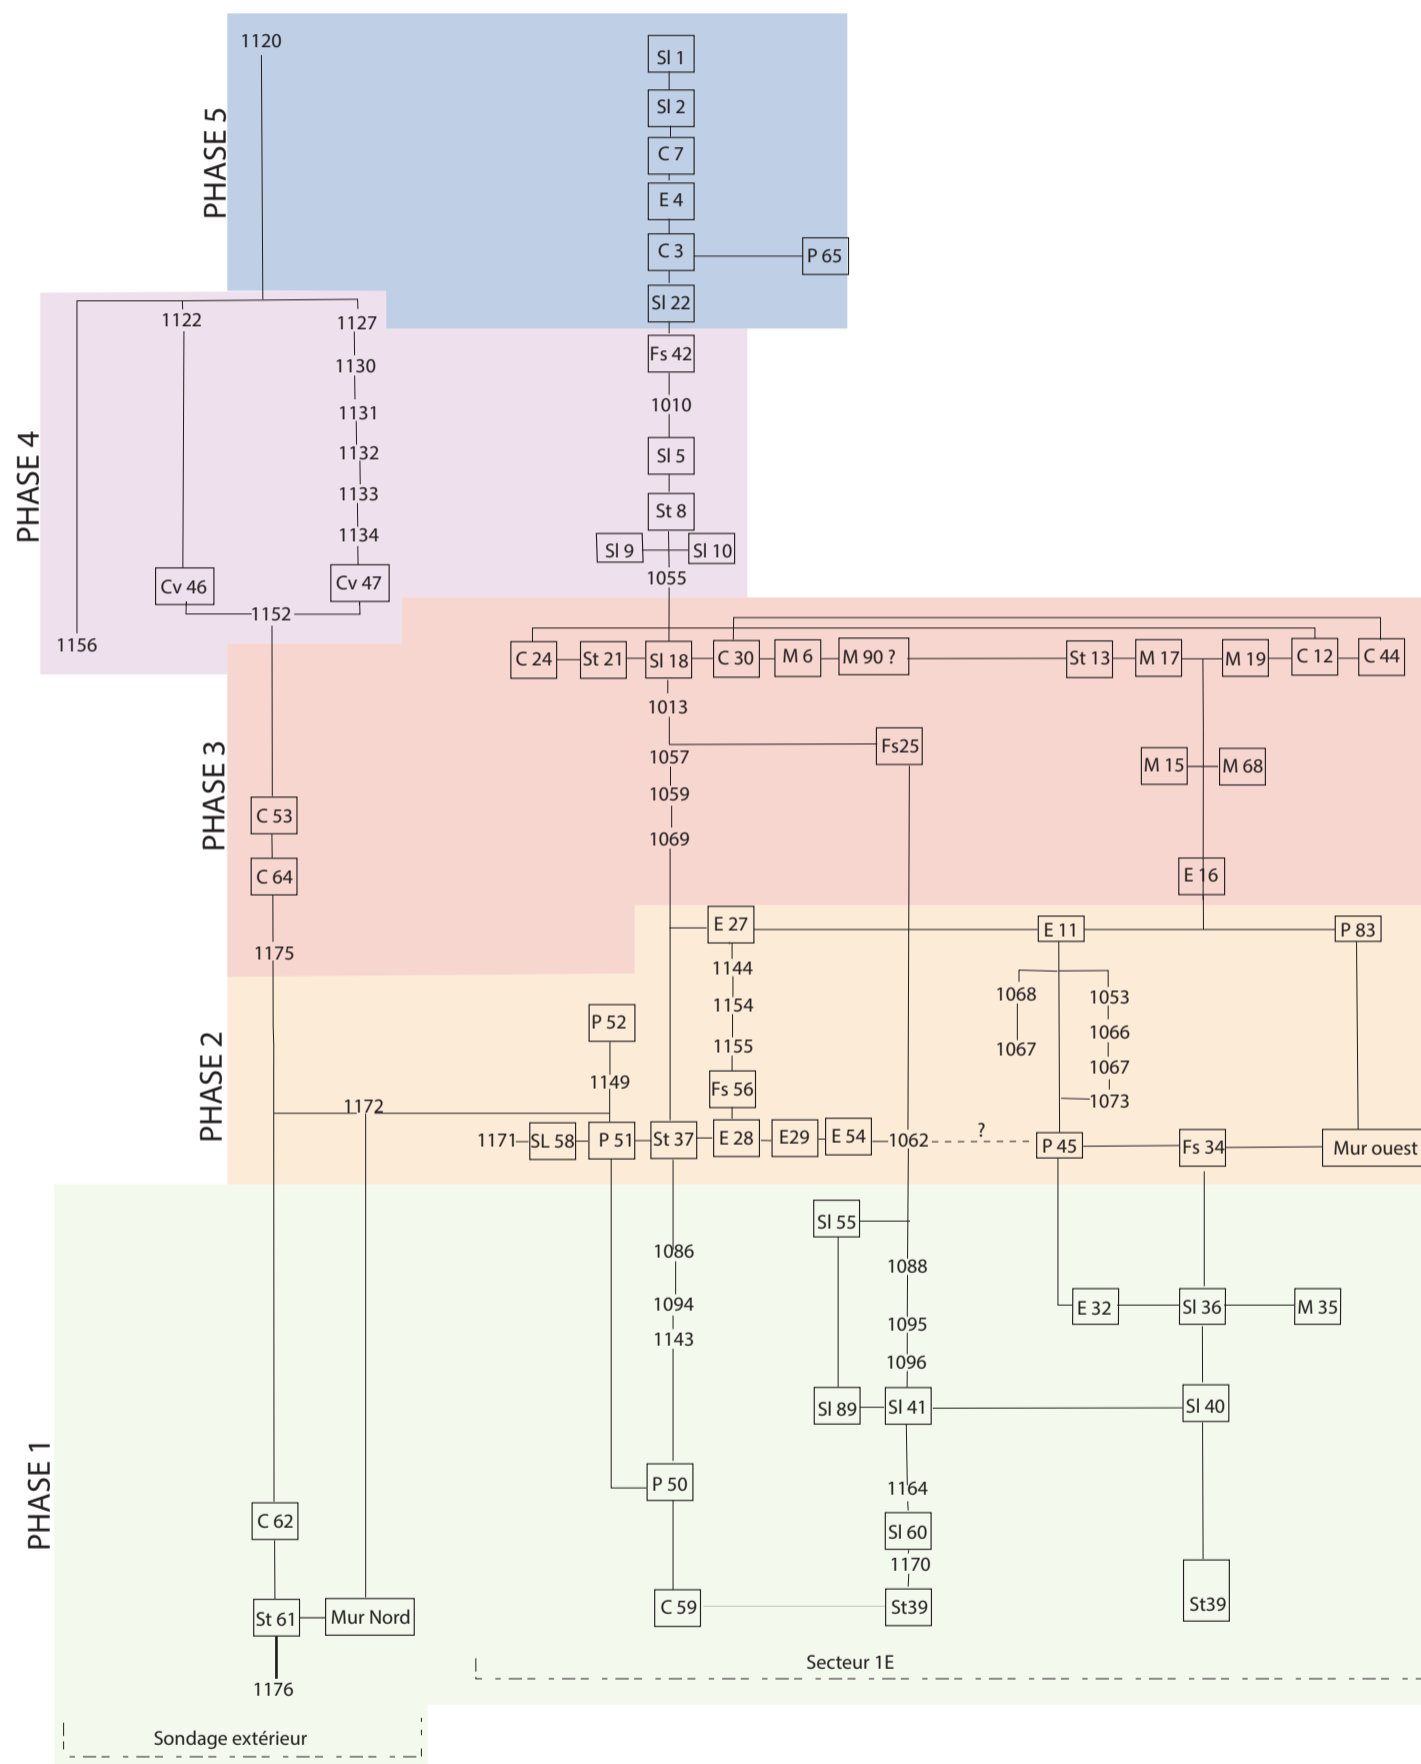 PHASE 5
1120
Sl 1
Sl 2
C 7
E 4
C 3
P 65
Sl 22
PHASE 4
1122
1127
Fs 42
1130
1010
1131
1132
Sl 5
1133
St 8
1134
Sl 9
Sl 10
Cv 46
Cv 47
1055
1152
1156
PHASE 3
C 24
St 21
Sl 18
C 30
M 6
M 90 ?
St 13
M 17
M 19
C 12
C 44
1013
Fs25
1057
M 15
M 68
1059
C 53
1069
C 64
E 16
1175
PHASE 2
E 27
E 11
P 83
1144
1068
1053
1154
P 52
1066
1155
1067
1067
1149
Fs 56
1073
1172
1171
SL 58
P 51
St 37
E 28
E29
E 54
1062
?
P 45
Fs 34
Mur ouest
PHASE 1
Sl 55
1086
1088
1094
E 32
Sl 36
M 35
1095
1143
1096
Sl 89
Sl 41
Sl 40
P 50
1164
C 62
Sl 60
1170
C 59
St39
St39
St 61
Mur Nord
Secteur 1E
1176
Sondage extérieur